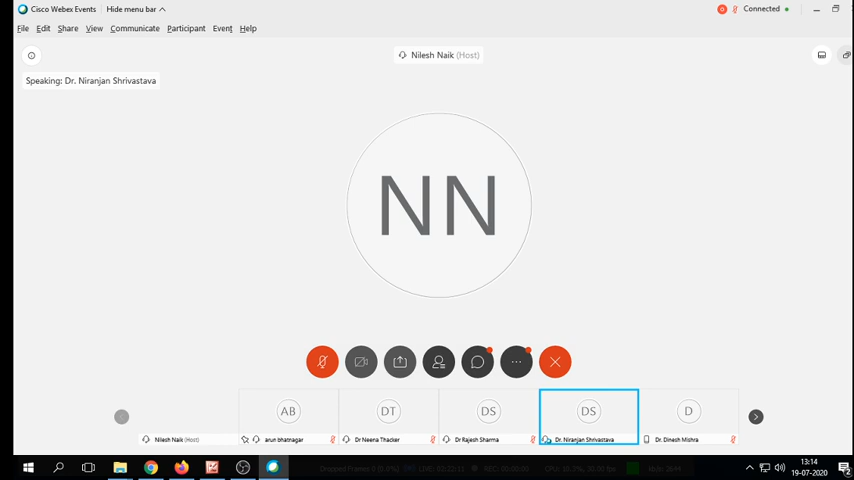 Cisco Webex Events Hide menu bar Connected
File Edit Share View Communicate Participant Event Help
Nilesh Naik (Host)
Speaking: Dr. Niranjan Shrivastava
NN
AB DT DS DS D
Nilesh Naik (Host) arun bhatnagar Dr Neena Thacker Dr Rajesh Sharma Dr. Niranjan Shrivastava Dr. Dinesh Mishra
13:14
19-07-2020
2